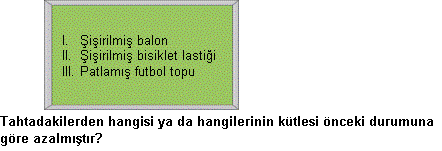 I. Şişirilmiş balon
II. Şişirilmiş bisiklet lastiği
III. Patlamış futbol topu
Tahtadakilerden hangisi ya da hangilerinin kütlesi önceki durumuna
göre azalmıştır?